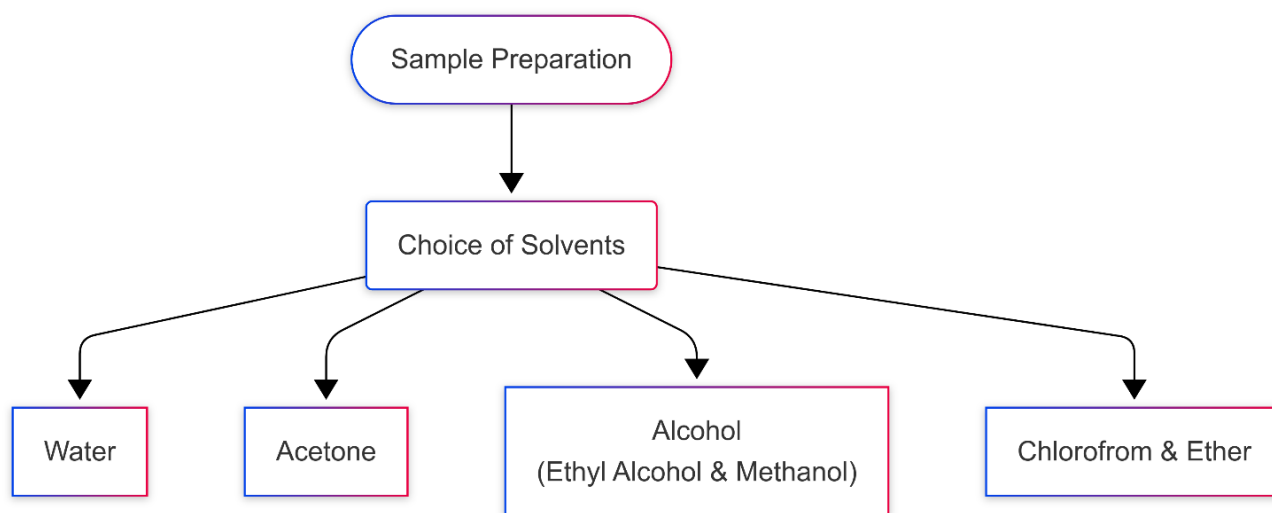 Sample Preparation
Choice of Solvents
Water
Acetone
Alcohol
(Ethyl Alcohol & Methanol)
Chlorofrom & Ether